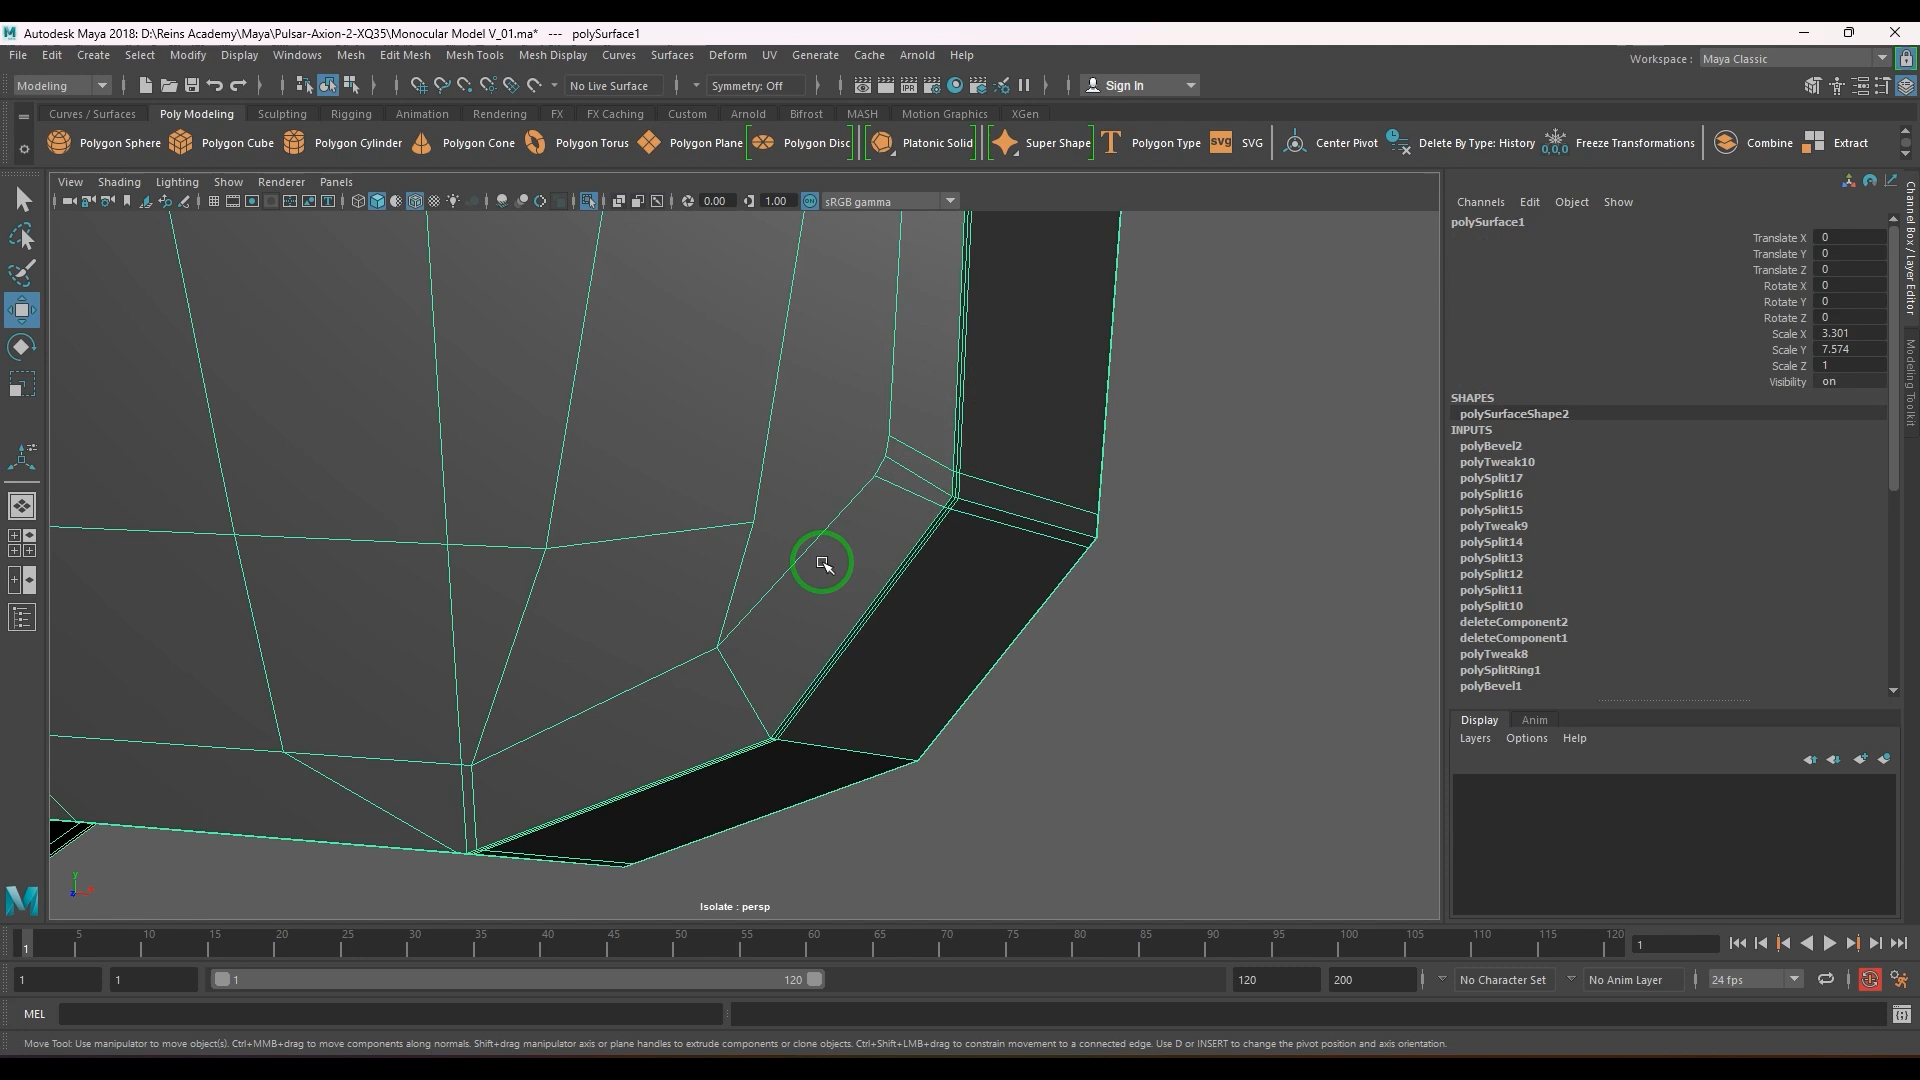 Autodesk Maya 2018: D:\Reins Academy\Maya\Pulsar-Axion-2-XQ35\Monocular Model V_01.ma* --- polySurface1
File Edit Create Select Modify Display Windows Mesh Edit Mesh Mesh Tools Mesh Display Curves Surfaces Deform UV Generate Cache Arnold Help
Workspace : Maya Classic
Modeling No Live Surface Symmetry: Off Sign In
Curves / Surfaces Poly Modeling Sculpting Rigging Animation Rendering FX FX Caching Custom Arnold Bifrost MASH Motion Graphics XGen
Polygon Sphere Polygon Cube Polygon Cylinder Polygon Cone Polygon Torus Polygon Plane Polygon Disc Platonic Solid Super Shape Polygon Type SVG SVG Center Pivot Delete By Type: History 0,0,0 Freeze Transformations Combine Extract
View Shading Lighting Show Renderer Panels
0.00 1.00 ON sRGB gamma
Channels Edit Object Show
polySurface1
Translate X 0
Translate Y 0
Translate Z 0
Rotate X 0
Rotate Y 0
Rotate Z 0
Scale X 3.301
Scale Y 7.574
Scale Z 1
Visibility on
SHAPES
polySurfaceShape2
INPUTS
polyBevel2
polyTweak10
polySplit17
polySplit16
polySplit15
polyTweak9
polySplit14
polySplit13
polySplit12
polySplit11
polySplit10
deleteComponent2
deleteComponent1
polyTweak8
polySplitRing1
polyBevel1
Channel Box / Layer Editor
Modeling Toolkit
Display Anim
Layers Options Help
y
z x
Isolate : persp
1 5 10 15 20 25 30 35 40 45 50 55 60 65 70 75 80 85 90 95 100 105 110 115 120 1
1 1 1 120 120 200 No Character Set No Anim Layer 24 fps
MEL
Move Tool: Use manipulator to move object(s). Ctrl+MMB+drag to move components along normals. Shift+drag manipulator axis or plane handles to extrude components or clone objects. Ctrl+Shift+LMB+drag to constrain movement to a connected edge. Use D or INSERT to change the pivot position and axis orientation.